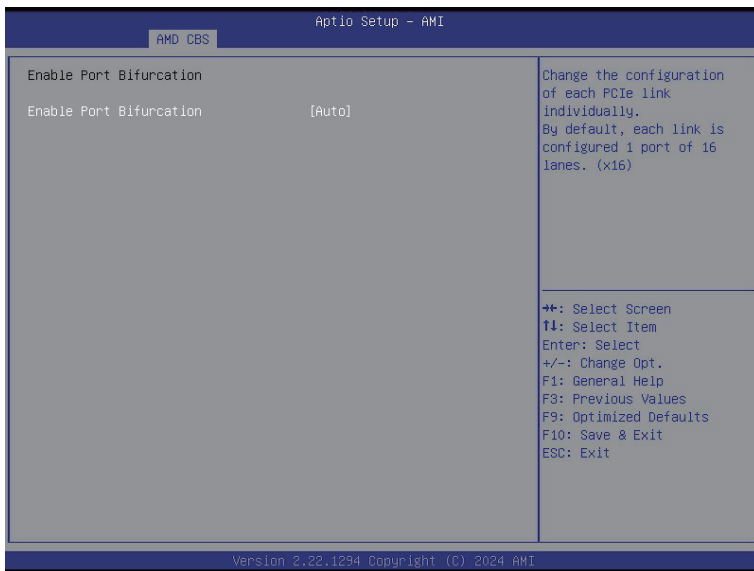 Aptio Setup – AMI
AMD CBS
Enable Port Bifurcation
Enable Port Bifurcation [Auto]
Change the configuration
of each PCIe link
individually.
By default, each link is
configured 1 port of 16
lanes. (x16)
→←: Select Screen
↑↓: Select Item
Enter: Select
+/-: Change Opt.
F1: General Help
F3: Previous Values
F9: Optimized Defaults
F10: Save & Exit
ESC: Exit
Version 2.22.1294 Copyright (C) 2024 AMI